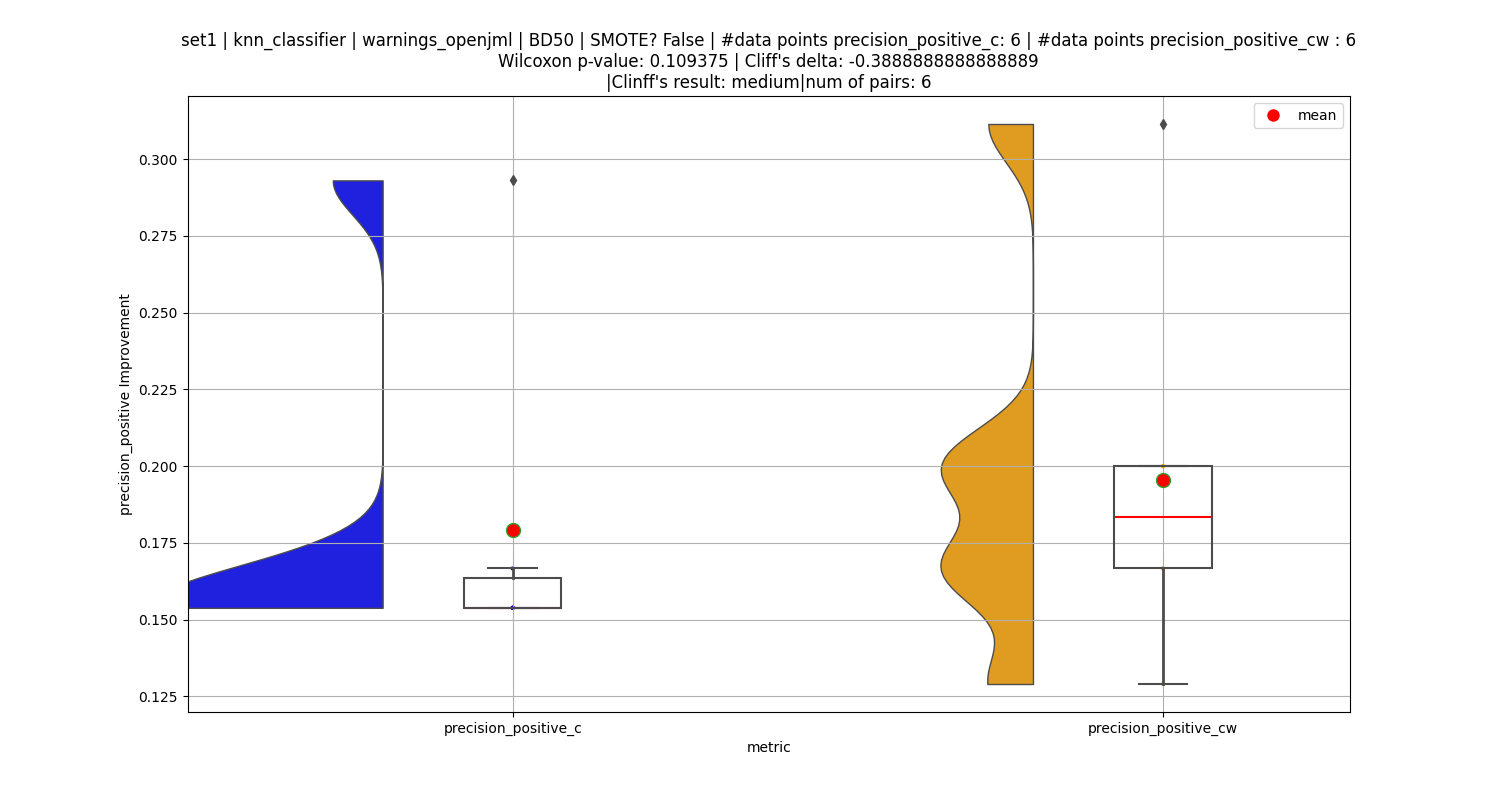 set1 | knn_classifier | warnings_openjml | BD50 | SMOTE? False | #data points precision_positive_c: 6 | #data points precision_positive_cw : 6
Wilcoxon p-value: 0.109375 | Cliff's delta: -0.3888888888888889
|Clinff's result: medium|num of pairs: 6
mean
precision_positive Improvement
0.300
0.275
0.250
0.225
0.200
0.175
0.150
0.125
precision_positive_c
precision_positive_cw
metric